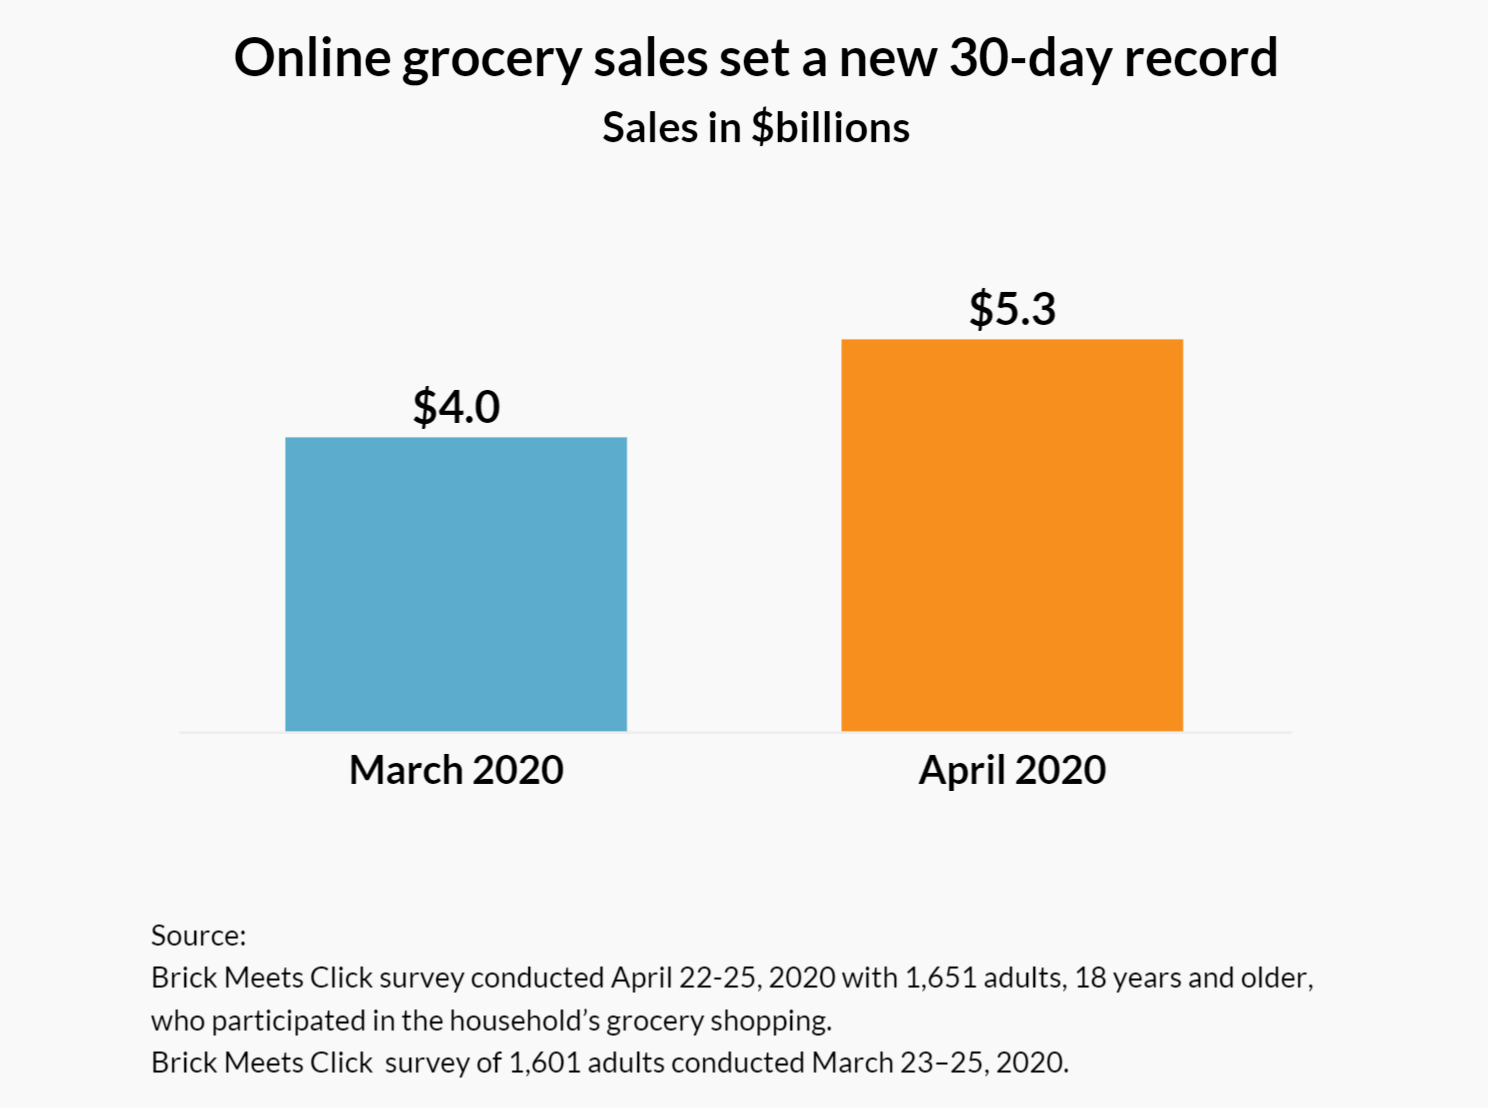 Online grocery sales set a new 30-day record
Sales in $billions
$4.0
$5.3
March 2020
April 2020
Source:
Brick Meets Click survey conducted April 22-25, 2020 with 1,651 adults, 18 years and older,
who participated in the household’s grocery shopping.
Brick Meets Click  survey of 1,601 adults conducted March 23–25, 2020.